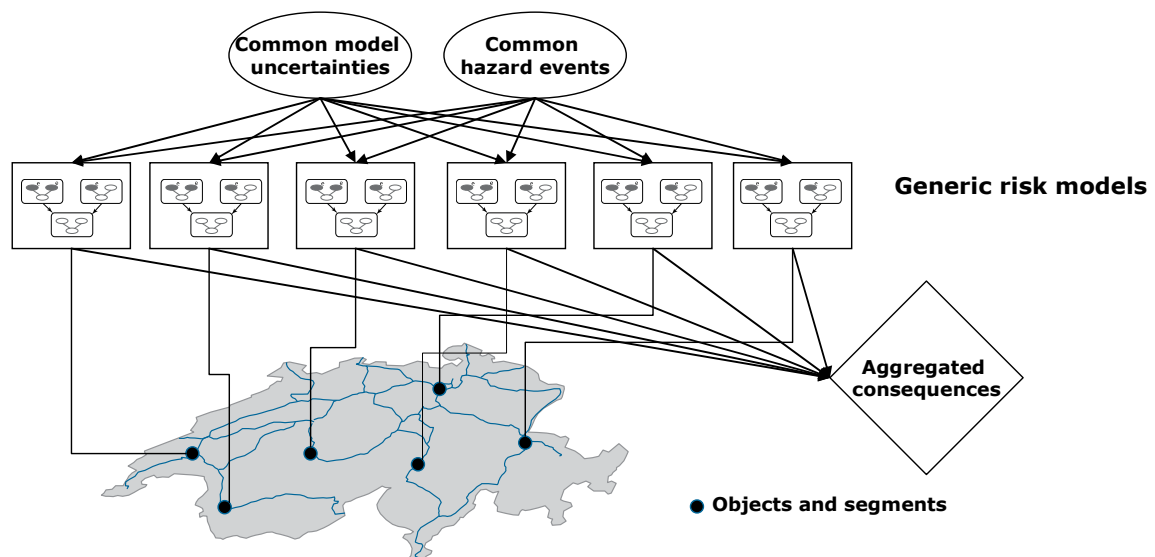 Common model
uncertainties
Common
hazard events
Generic risk models
Aggregated
consequences
Objects and segments